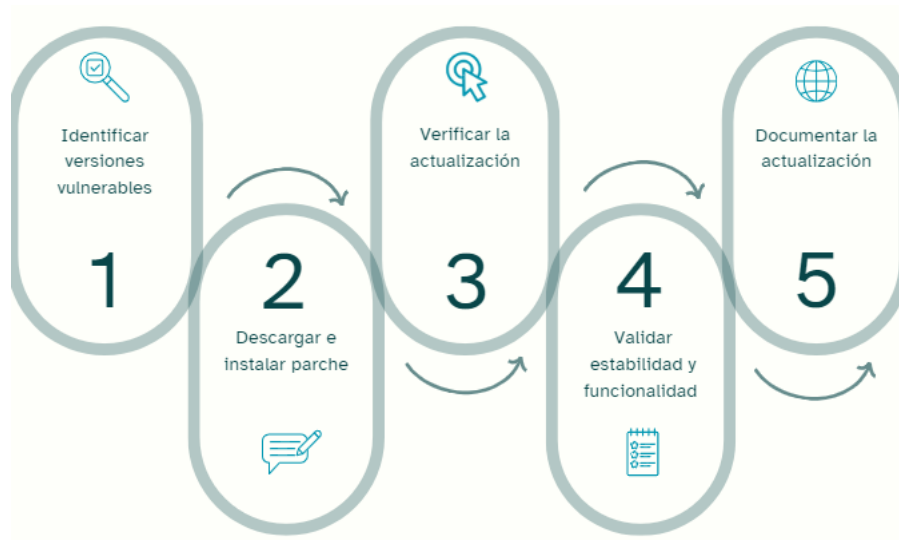 Identificar
versiones
vulnerables
1
2
Descargar e
instalar parche
Verificar la
actualización
3
4
Validar
estabilidad y
funcionalidad
Documentar la
actualización
5